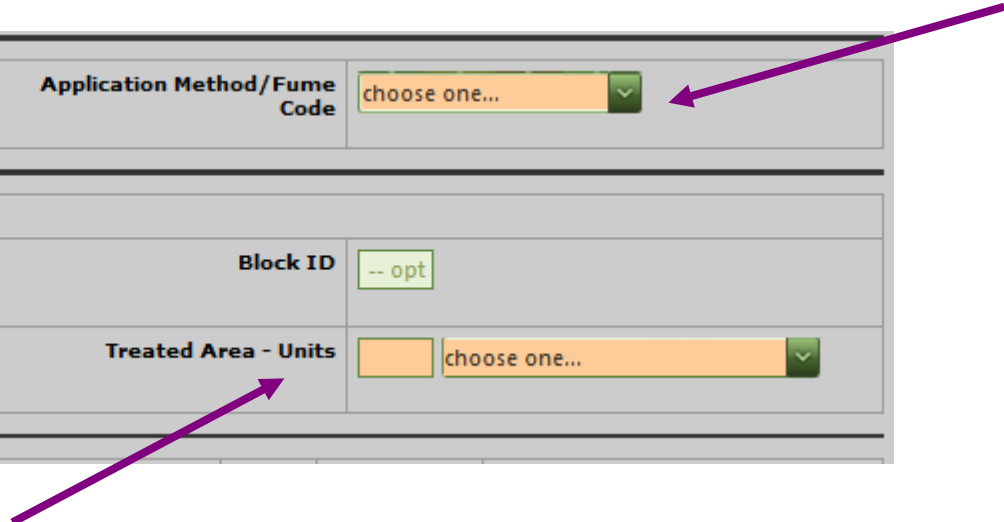 Application Method/Fume
Code
choose one...
Block ID
-- opt
Treated Area - Units
choose one...